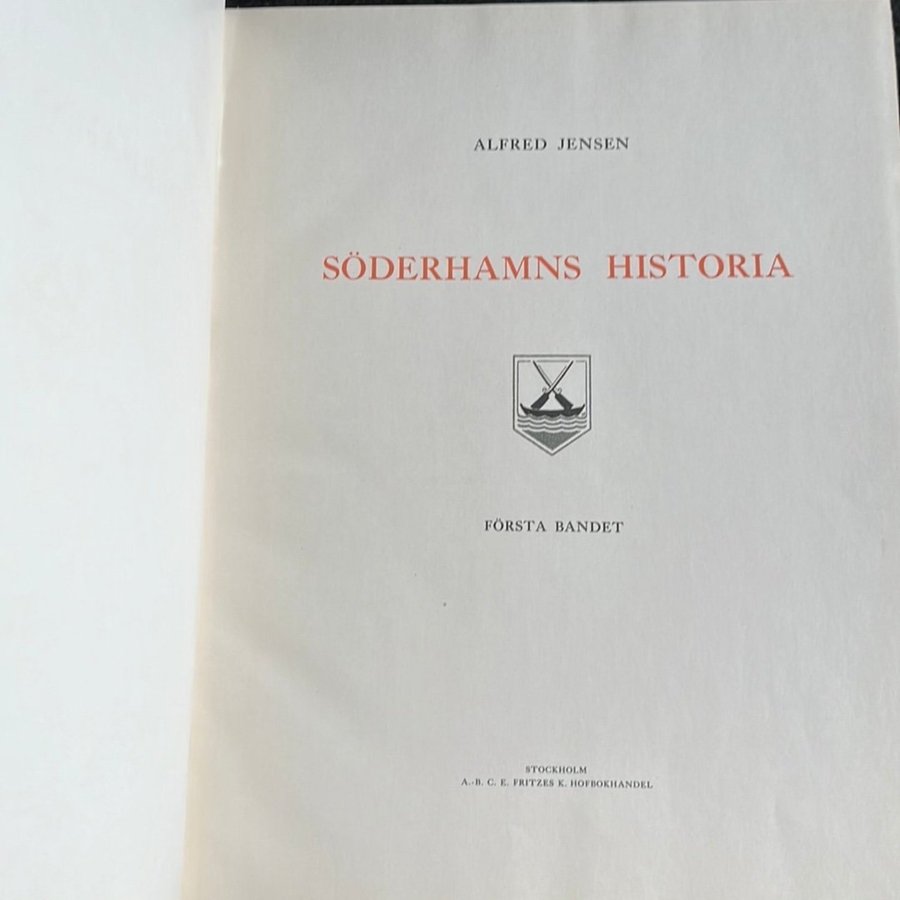 ALFRED JENSEN
SÖDERHAMNS HISTORIA
FÖRSTA BANDET
STOCKHOLM
A.-B. C. E. FRITZES K. HOFBOKHANDEL